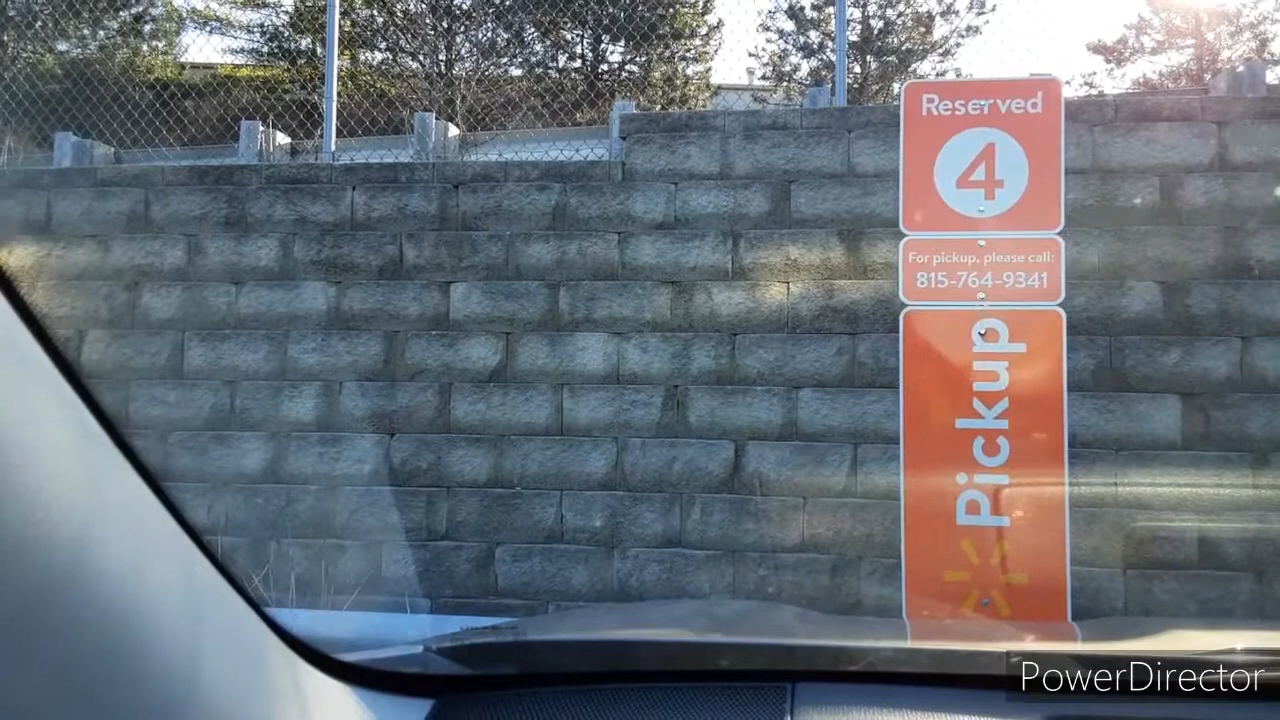 Reserved
4
For pickup, please call:
815-764-9341
Pickup
PowerDirector